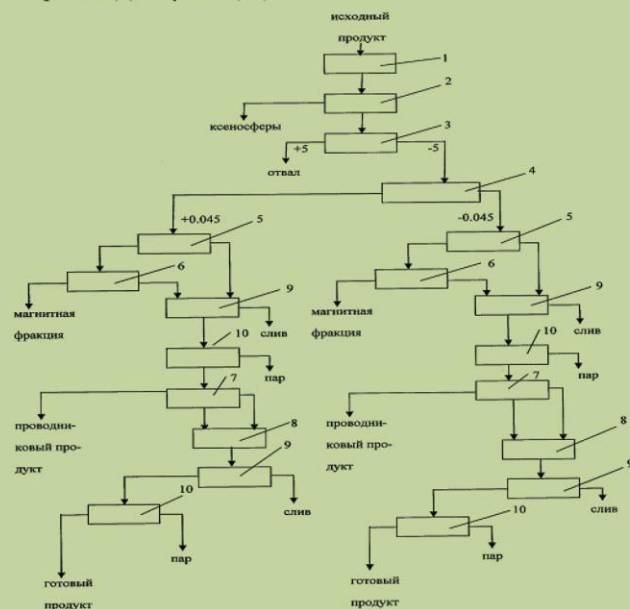 исходный
продукт
1
2
ксеносферы
3
+5
-5
отвал
4
+0.045
5
-0.045
5
6
6
9
9
магнитная
фракция
слив
магнитная
фракция
слив
10
10
пар
пар
7
7
проводни-
ковый про-
дукт
проводни-
ковый про-
дукт
8
8
9
9
10
слив
10
слив
пар
пар
готовый
продукт
готовый
продукт